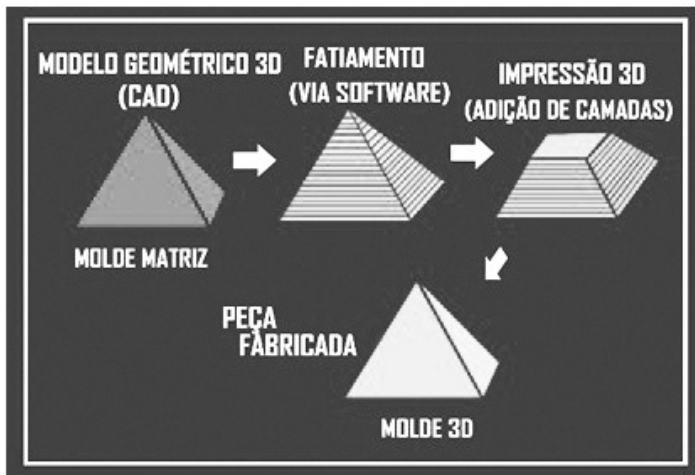 MODELO GEOMÉTRICO 3D
(CAD)
FATIAMENTO
(VIA SOFTWARE)
IMPRESSÃO 3D
(ADIÇÃO DE CAMADAS)
MOLDE MATRIZ
PEÇA
FABRICADA
MOLDE 3D